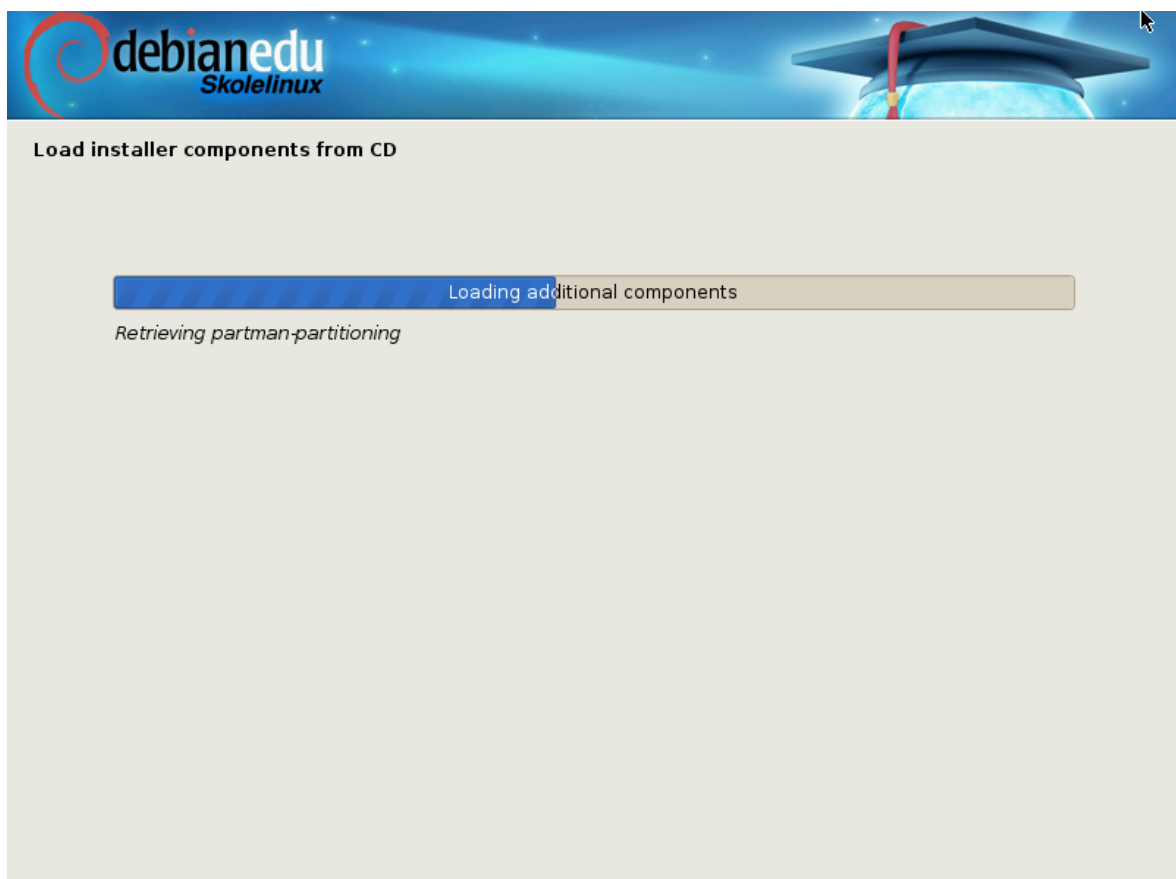 debianedu
Skolelinux
Load installer components from CD
Loading additional components
Retrieving partman-partitioning